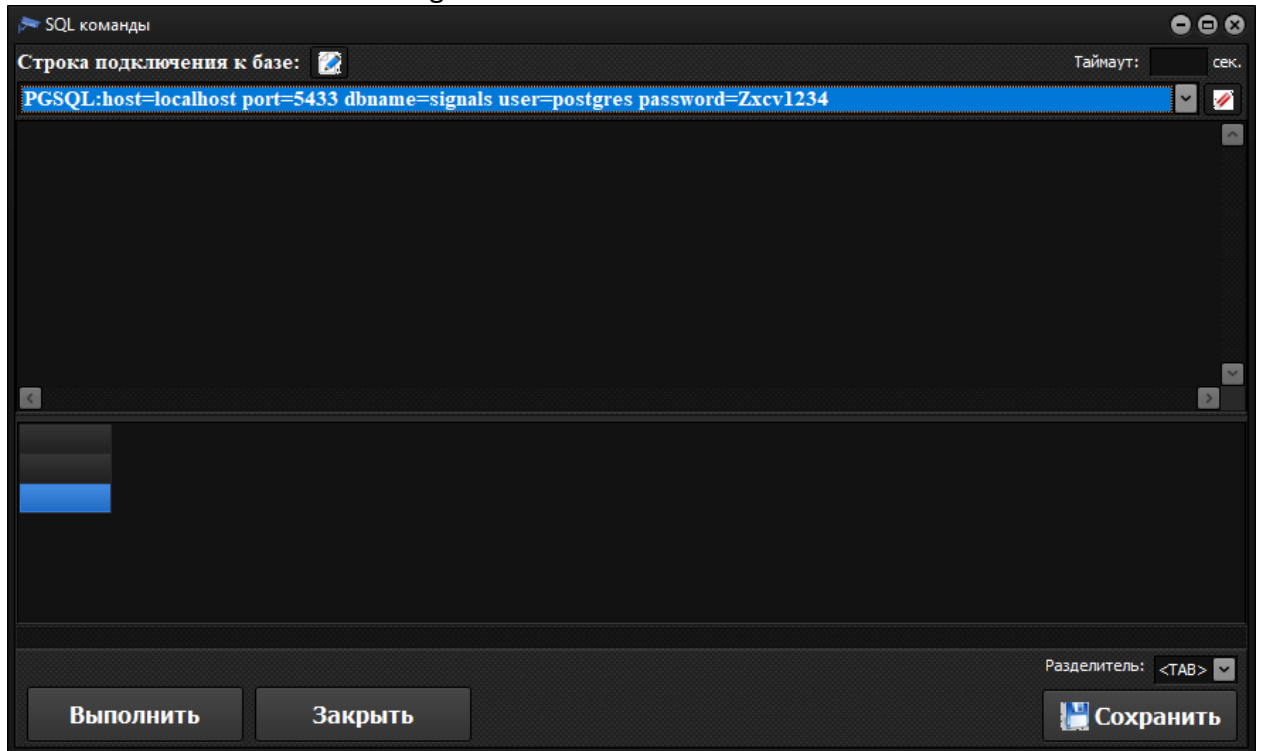 SQL команды
Строка подключения к базе:
Таймаут: сек.
PGSQL:host=localhost port=5433 dbname=signals user=postgres password=Zxcv1234
Разделитель: <TAB>
Выполнить Закрыть Сохранить